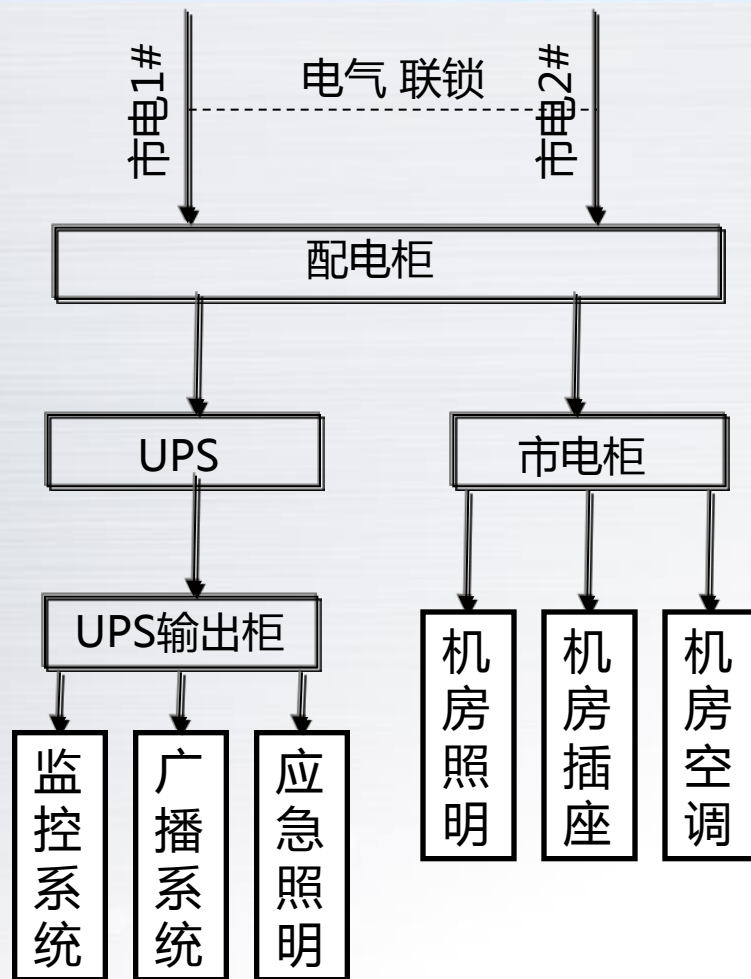 市电1#
电气 联锁
市电2#
配电柜
UPS
市电柜
UPS输出柜
机房照明
机房插座
机房空调
监控系统
广播系统
应急照明